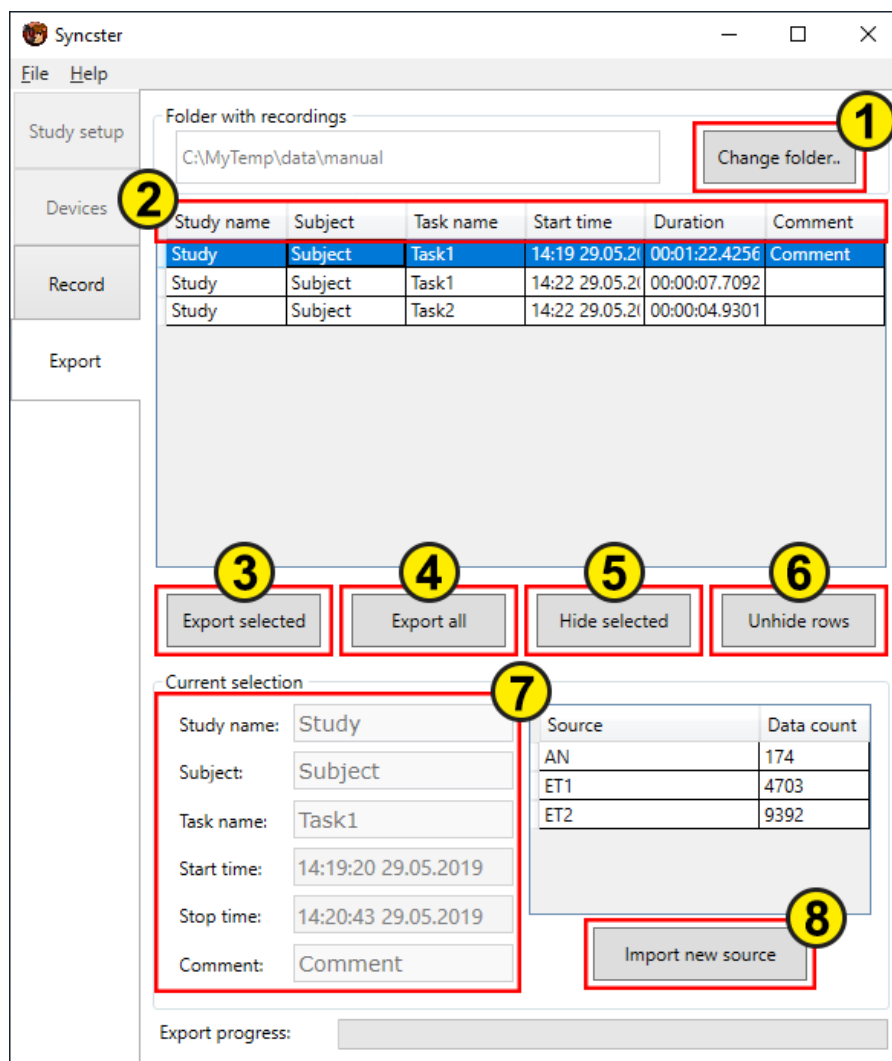 Syncster
File Help
Study setup
Devices
Record
Export
Folder with recordings
1
C:\MyTemp\data\manual
Change folder..
2
Study name Subject Task name Start time Duration Comment
Study Subject Task1 14:19 29.05.20 00:01:22.4256 Comment
Study Subject Task1 14:22 29.05.20 00:00:07.7092
Study Subject Task2 14:22 29.05.20 00:00:04.9301
3 4 5 6
Export selected Export all Hide selected Unhide rows
Current selection
7
Study name: Study
Subject: Subject
Task name: Task1
Start time: 14:19:20 29.05.2019
Stop time: 14:20:43 29.05.2019
Comment: Comment
Source Data count
AN 174
ET1 4703
ET2 9392
8
Import new source
Export progress: